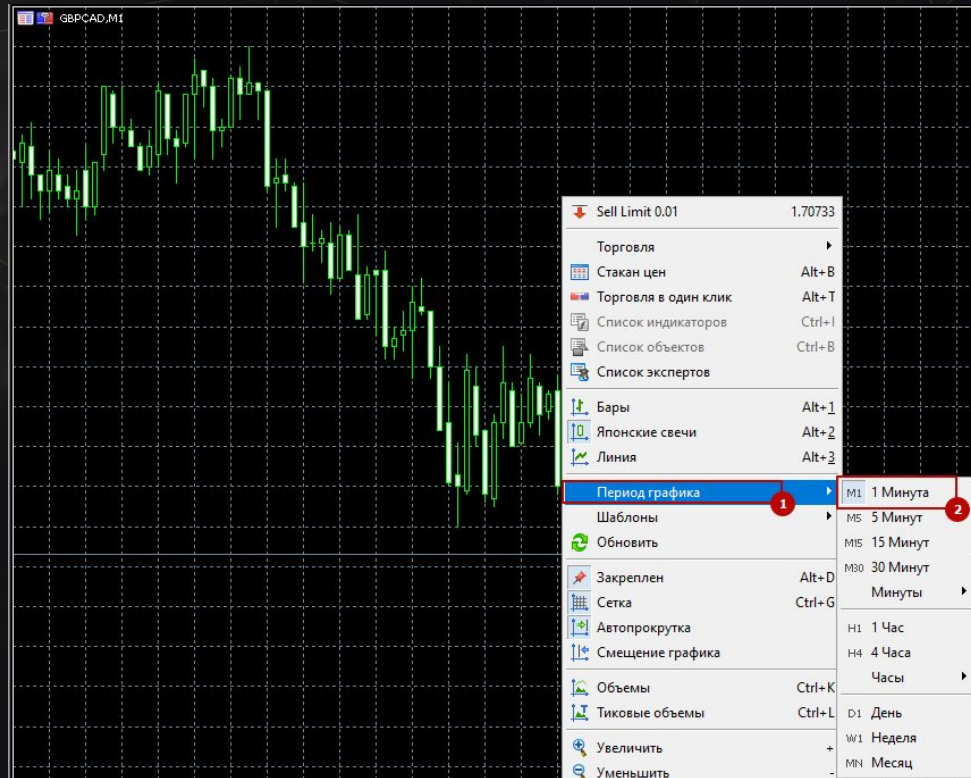 GBPCAD,M1
Sell Limit 0.01 1.70733
Торговля
Стакан цен Alt+B
Торговля в один клик Alt+T
Список индикаторов Ctrl+I
Список объектов Ctrl+B
Список экспертов
Бары Alt+1
Японские свечи Alt+2
Линия Alt+3
Период графика 1
Шаблоны
Обновить
Закреплен Alt+D
Сетка Ctrl+G
Автопрокрутка
Смещение графика
Объемы Ctrl+K
Тиковые объемы Ctrl+L
Увеличить +
Уменьшить -
M1 1 Минута 2
M5 5 Минут
M15 15 Минут
M30 30 Минут
Минуты
H1 1 Час
H4 4 Часа
Часы
D1 День
W1 Неделя
MN Месяц